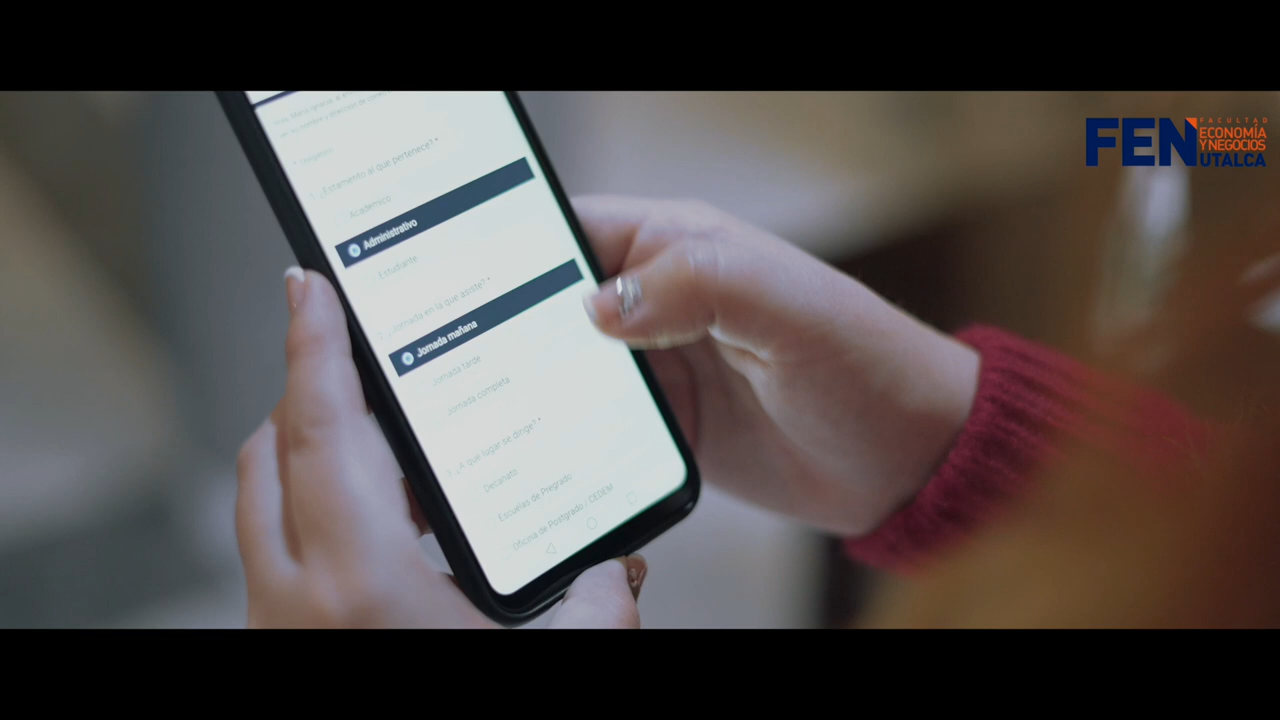 FEN
FACULTAD
ECONOMÍA
Y NEGOCIOS
UTALCA
¿Estamento al que pertenece? *
Académico
Administrativo
Estudiante
Jornada en la que asiste? *
Jornada mañana
Jornada tarde
Jornada completa
¿A que lugar se dirige? *
Decanato
Escuelas de Pregrado
Oficina de Postgrado / CEDEM